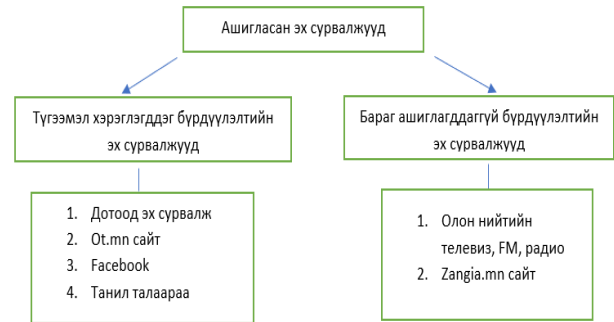 Ашигласан эх сурвалжууд
Түгээмэл хэрэглэгддэг бүрдүүлэлтийн
эх сурвалжууд
Бараг ашиглагддаггүй бүрдүүлэлтийн
эх сурвалжууд
1. Дотоод эх сурвалж
2. Ot.mn сайт
3. Facebook
4. Танил талаараа
1. Олон нийтийн
телевиз, FM, радио
2. Zangia.mn сайт